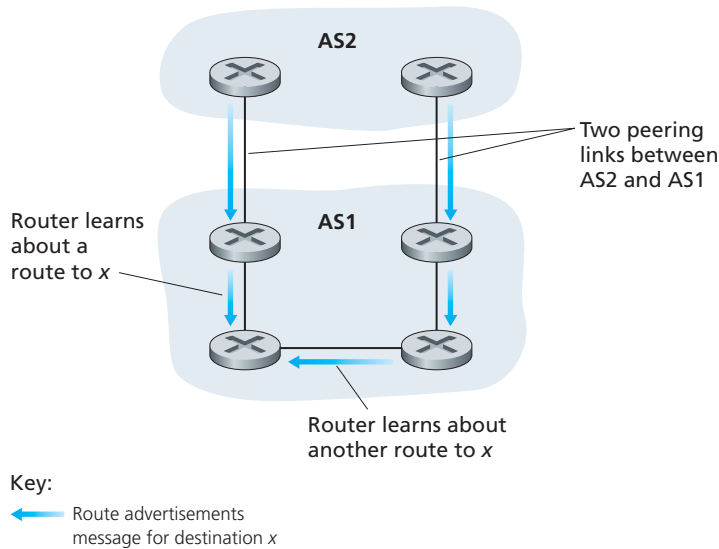 AS2
Two peering
links between
AS2 and AS1
Router learns
about a
route to x
AS1
Router learns about
another route to x
Key:
Route advertisements
message for destination x